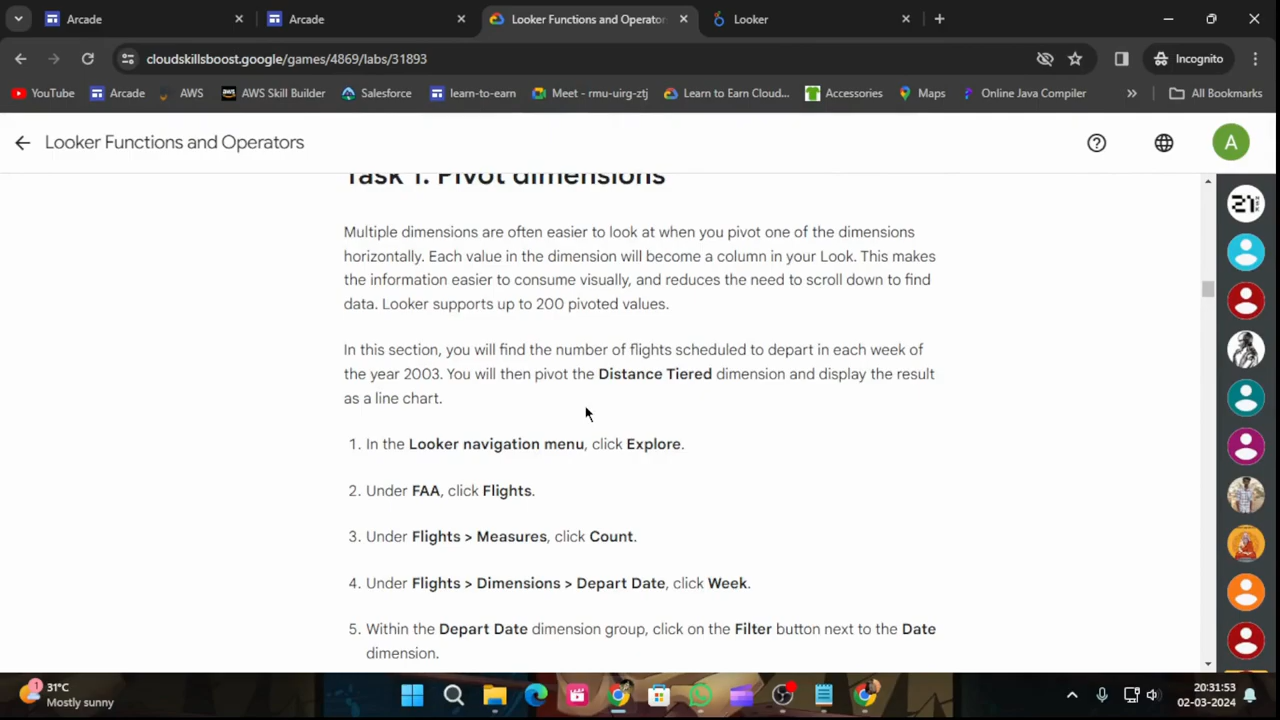 Arcade
Arcade
Looker Functions and Operator
Looker
cloudskillsboost.google/games/4869/labs/31893
Incognito
YouTube
Arcade
AWS
AWS Skill Builder
Salesforce
learn-to-earn
Meet - rmu-uirg-ztj
Learn to Earn Cloud...
Accessories
Maps
Online Java Compiler
All Bookmarks
Looker Functions and Operators
A
Task 1. Pivot dimensions
Multiple dimensions are often easier to look at when you pivot one of the dimensions
horizontally. Each value in the dimension will become a column in your Look. This makes
the information easier to consume visually, and reduces the need to scroll down to find
data. Looker supports up to 200 pivoted values.
In this section, you will find the number of flights scheduled to depart in each week of
the year 2003. You will then pivot the Distance Tiered dimension and display the result
as a line chart.
1. In the Looker navigation menu, click Explore.
2. Under FAA, click Flights.
3. Under Flights > Measures, click Count.
4. Under Flights > Dimensions > Depart Date, click Week.
5. Within the Depart Date dimension group, click on the Filter button next to the Date
dimension.
1
31°C
Mostly sunny
20:31:53
02-03-2024